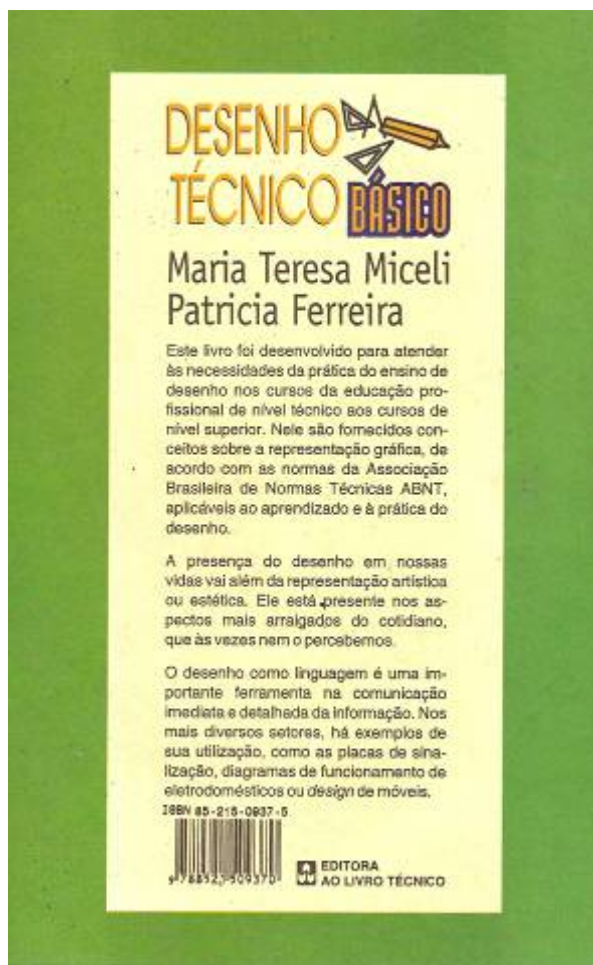 DESENHO
TÉCNICO BÁSICO
Maria Teresa Miceli
Patricia Ferreira
Este livro foi desenvolvido para atender
às necessidades da prática do ensino de
desenho nos cursos da educação pro-
fissional de nível técnico aos cursos de
nível superior. Nele são fornecidos con-
ceitos sobre a representação gráfica, de
acordo com as normas da Associação
Brasileira de Normas Técnicas ABNT,
aplicáveis ao aprendizado e à prática do
desenho.
A presença do desenho em nossas
vidas vai além da representação artística
ou estética. Ele está presente nos as-
pectos mais arraigados do cotidiano,
que às vezes nem o percebemos.
O desenho como linguagem é uma im-
portante ferramenta na comunicação
imediata e detalhada da informação. Nos
mais diversos setores, há exemplos de
sua utilização, como as placas de sina-
lização, diagramas de funcionamento de
eletrodomésticos ou design de móveis.
ISBN 85-215-0937-5
9 788521 509370
EDITORA
AO LIVRO TÉCNICO